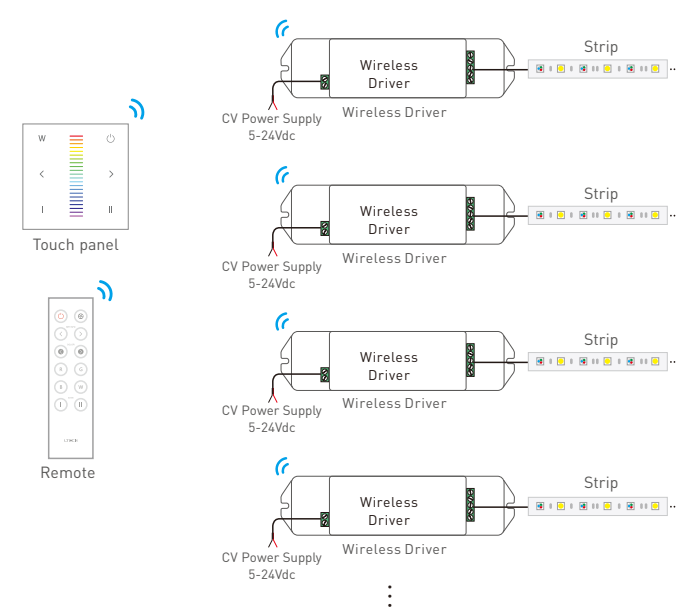 Strip
Wireless
Driver
CV Power Supply
5-24Vdc
Wireless Driver
W
I
II
Touch panel
Strip
Wireless
Driver
CV Power Supply
5-24Vdc
Wireless Driver
R
G
B
W
I
II
Remote
Strip
Wireless
Driver
CV Power Supply
5-24Vdc
Wireless Driver
Strip
Wireless
Driver
CV Power Supply
5-24Vdc
Wireless Driver